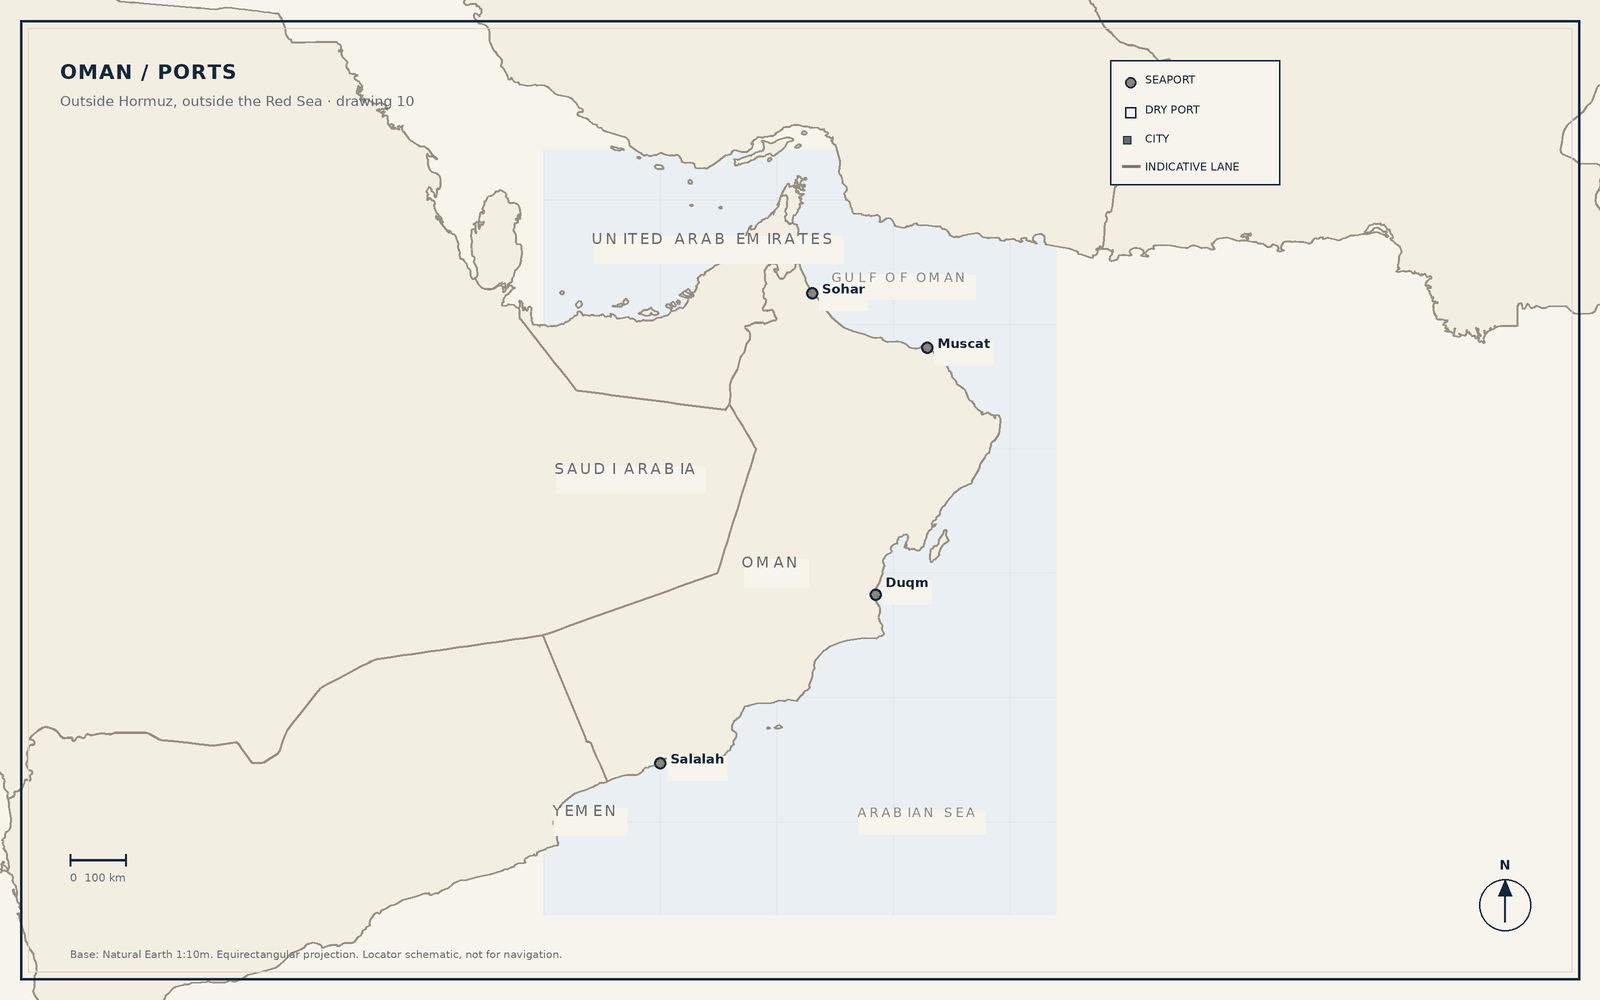 OMAN / PORTS
Outside Hormuz, outside the Red Sea · drawing 10
SEAPORT
DRY PORT
CITY
INDICATIVE LANE
UNITED ARAB EMIRATES
GULF OF OMAN
Sohar
Muscat
SAUDI ARABIA
OMAN
Duqm
Salalah
YEMEN
ARABIAN SEA
0 100 km
N
Base: Natural Earth 1:10m. Equirectangular projection. Locator schematic, not for navigation.